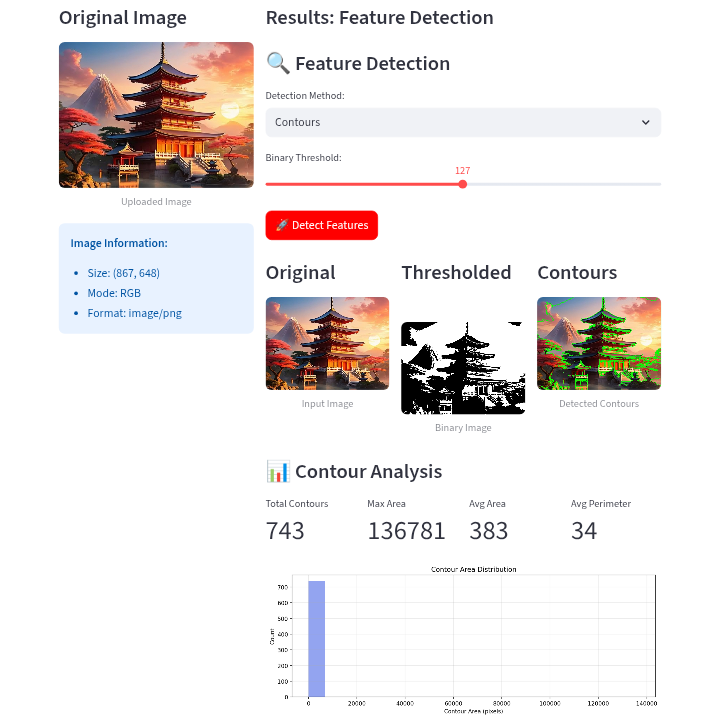 Original Image
Uploaded Image
Image Information:
Size: (867, 648)
Mode: RGB
Format: image/png
Results: Feature Detection
🔍 Feature Detection
Detection Method:
Contours
Binary Threshold:
127
🚀 Detect Features
Original
Input Image
Thresholded
Binary Image
Contours
Detected Contours
📊 Contour Analysis
Total Contours
743
Max Area
136781
Avg Area
383
Avg Perimeter
34
Contour Area Distribution
Count
700
600
500
400
300
200
100
0
0 20000 40000 60000 80000 100000 120000 140000
Contour Area (pixels)